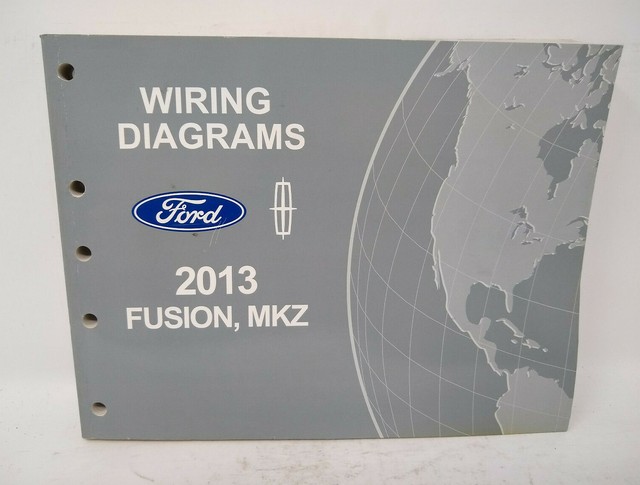 WIRING
DIAGRAMS
Ford
2013
FUSION, MKZ